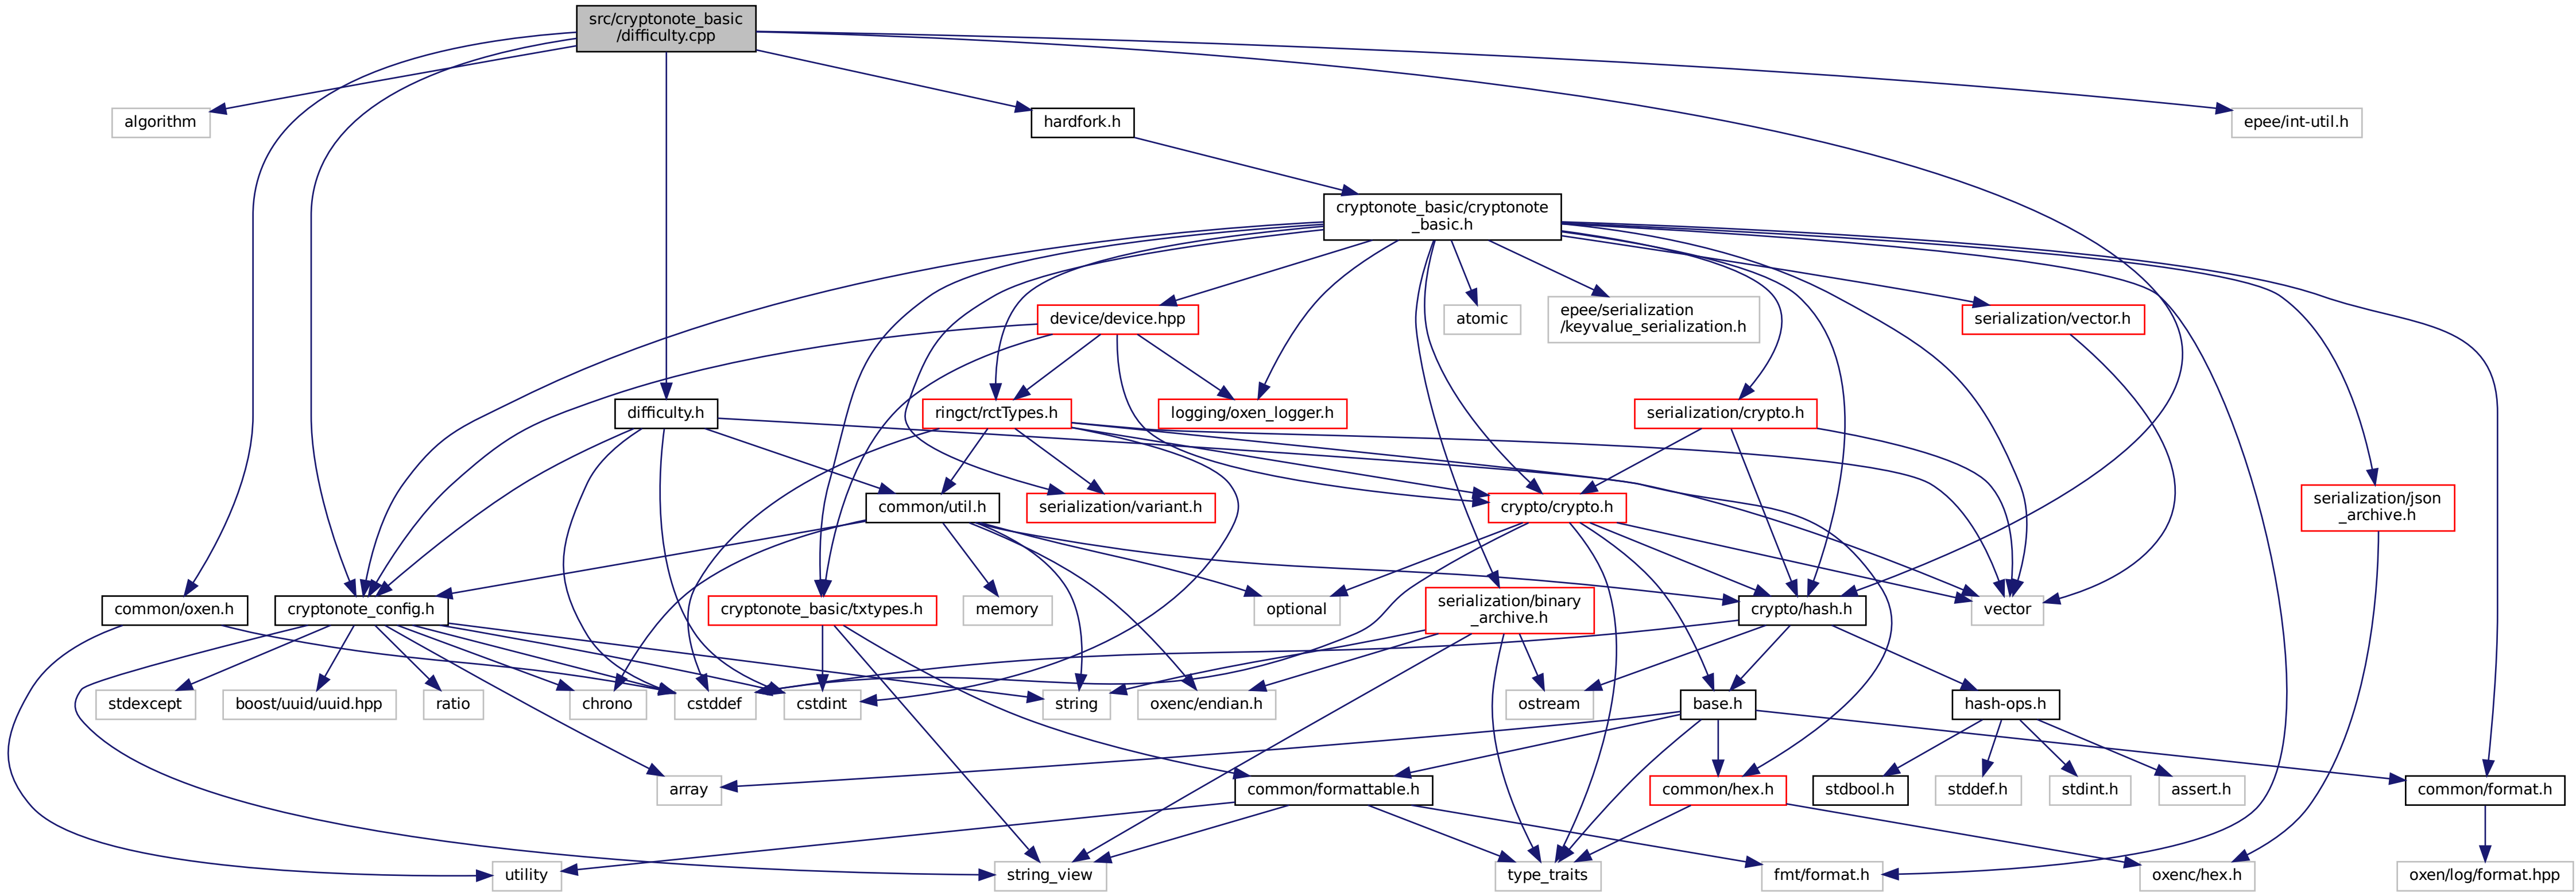 src/cryptonote_basic
/difficulty.cpp
algorithm
hardfork.h
epee/int-util.h
cryptonote_basic/cryptonote
_basic.h
device/device.hpp
atomic
epee/serialization
/keyvalue_serialization.h
serialization/vector.h
difficulty.h
ringct/rctTypes.h
logging/oxen_logger.h
serialization/crypto.h
common/util.h
serialization/variant.h
crypto/crypto.h
serialization/json
_archive.h
common/oxen.h
cryptonote_config.h
cryptonote_basic/txtypes.h
memory
optional
serialization/binary
_archive.h
crypto/hash.h
vector
stdexcept
boost/uuid/uuid.hpp
ratio
chrono
cstddef
cstdint
string
oxenc/endian.h
ostream
base.h
hash-ops.h
array
common/formattable.h
common/hex.h
stdbool.h
stddef.h
stdint.h
assert.h
common/format.h
utility
string_view
type_traits
fmt/format.h
oxenc/hex.h
oxen/log/format.hpp